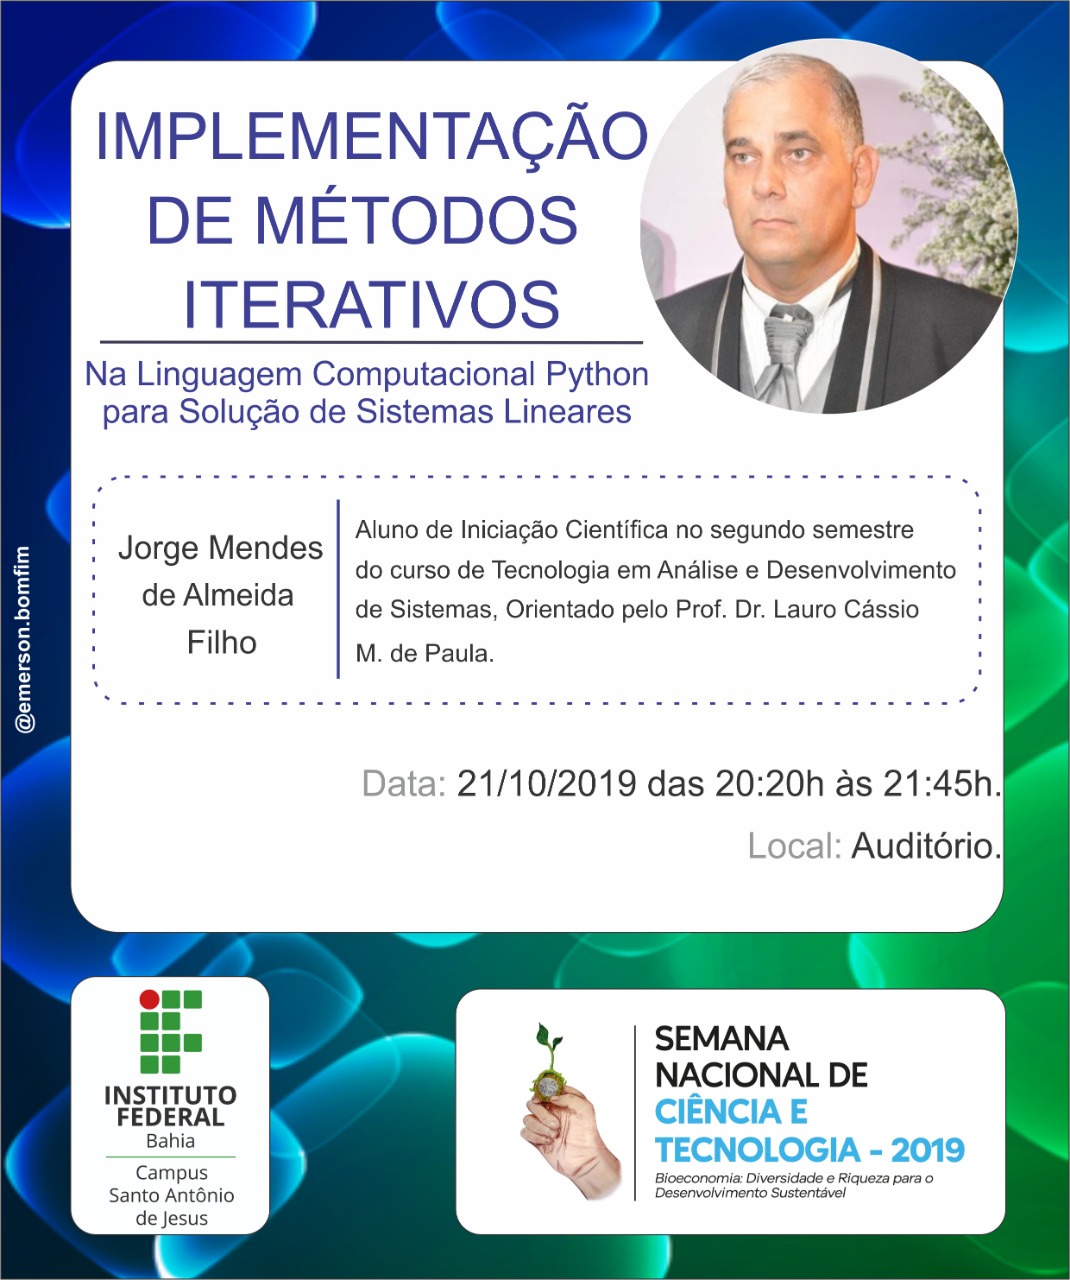 IMPLEMENTAÇÃO
DE MÉTODOS
ITERATIVOS
Na Linguagem Computacional Python
para Solução de Sistemas Lineares
Jorge Mendes
de Almeida
Filho
Aluno de Iniciação Científica no segundo semestre
do curso de Tecnologia em Análise e Desenvolvimento
de Sistemas, Orientado pelo Prof. Dr. Lauro Cássio
M. de Paula.
@emerson.bomfim
Data: 21/10/2019 das 20:20h às 21:45h.
Local: Auditório.
INSTITUTO
FEDERAL
Bahia
Campus
Santo Antônio
de Jesus
SEMANA
NACIONAL DE
CIÊNCIA E
TECNOLOGIA - 2019
Bioeconomia: Diversidade e Riqueza para o
Desenvolvimento Sustentável